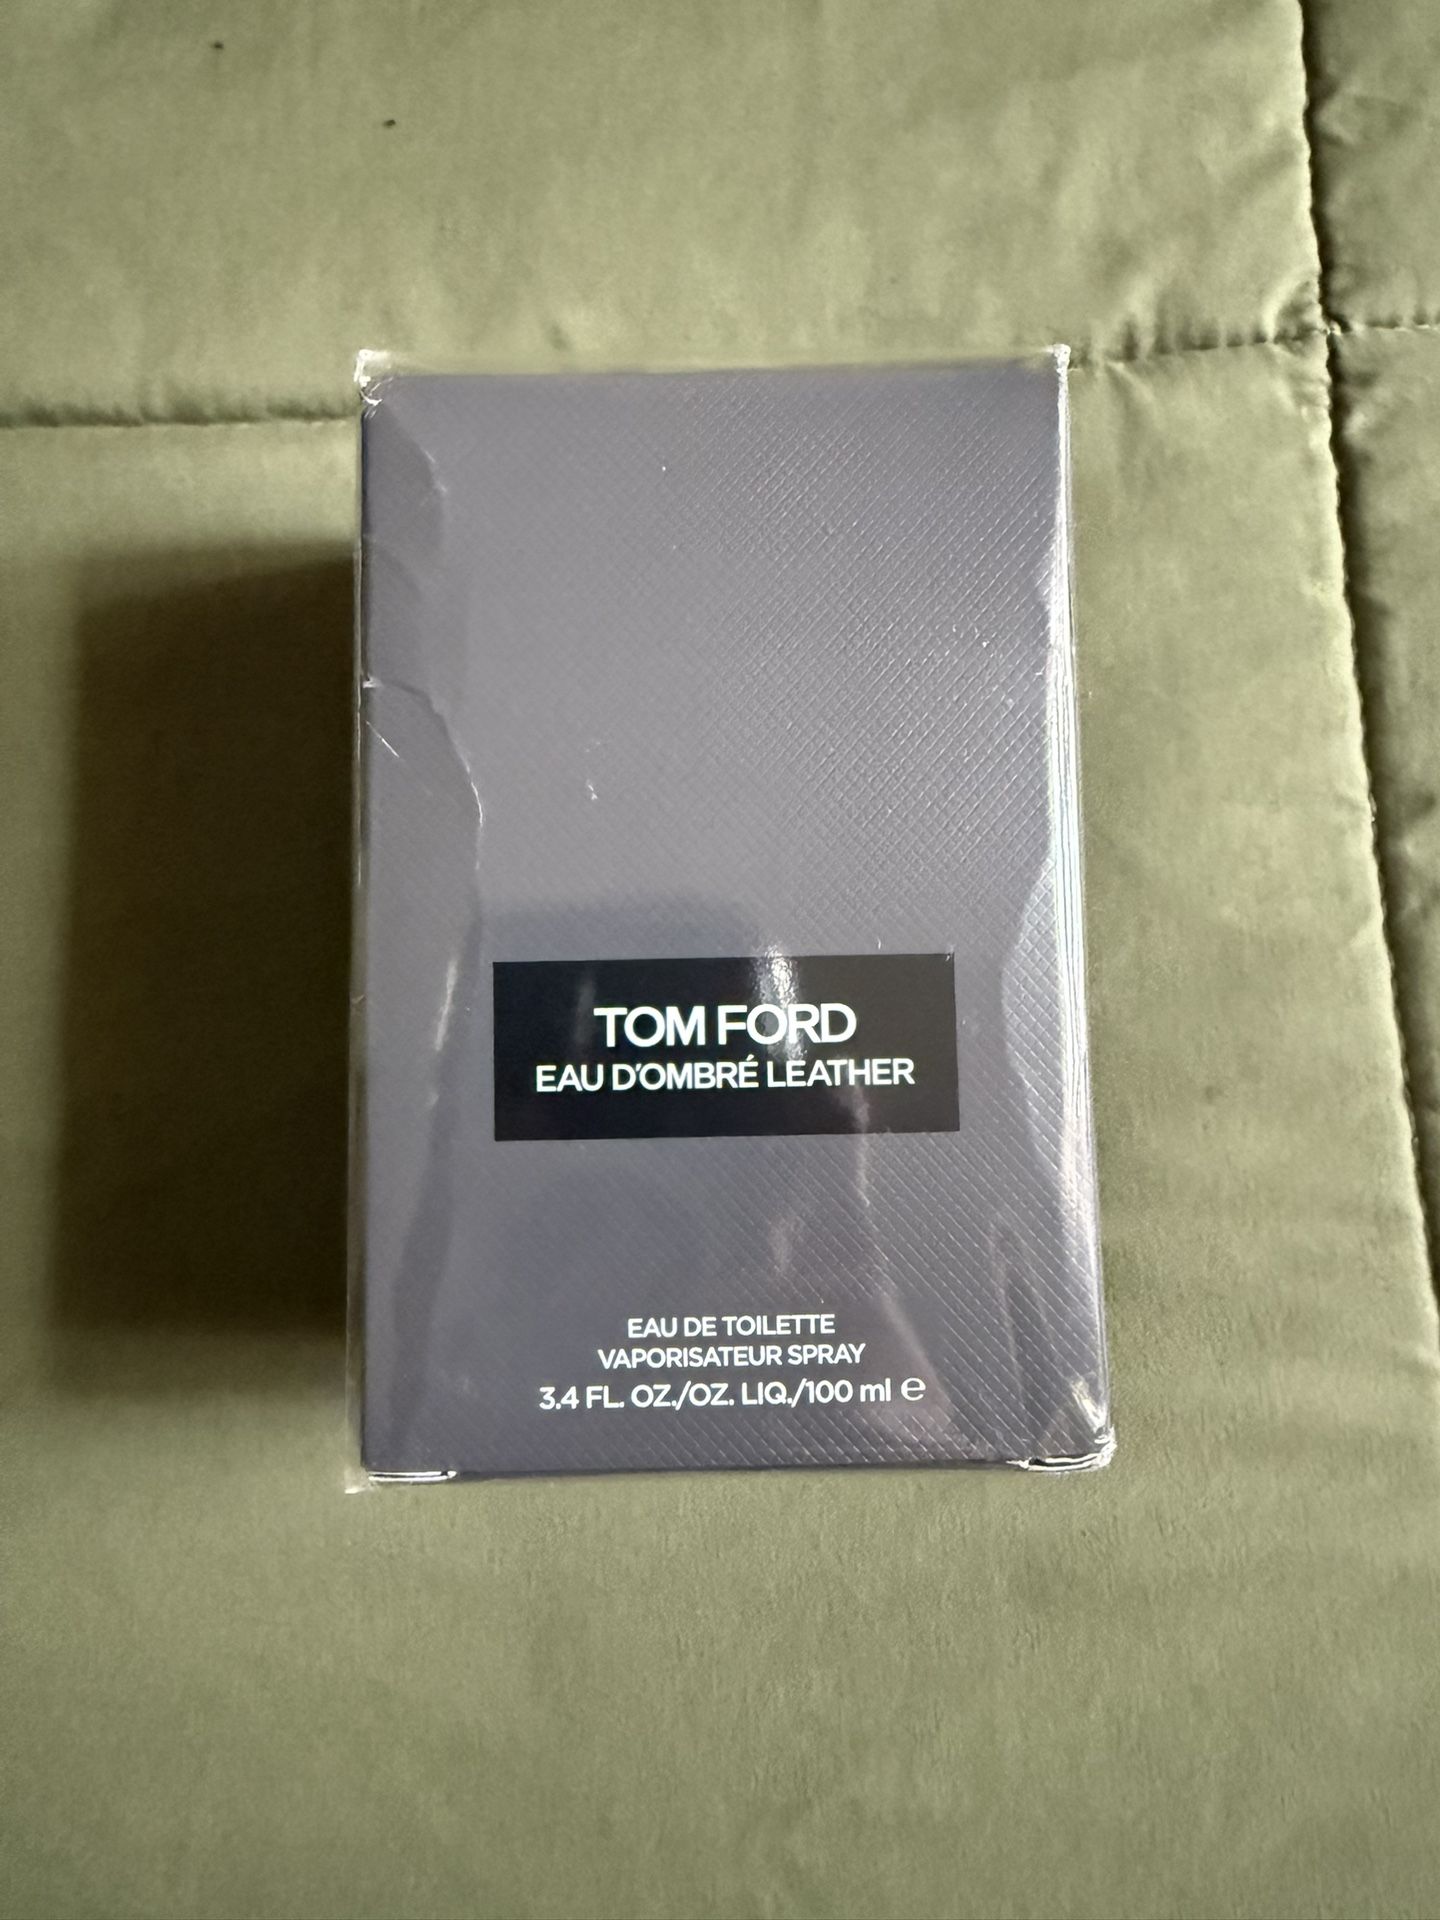 TOM FORD
EAU D'OMBRÉ LEATHER
EAU DE TOILETTE
VAPORISATEUR SPRAY
3.4 FL. OZ./OZ. LIQ./100 ml ℮